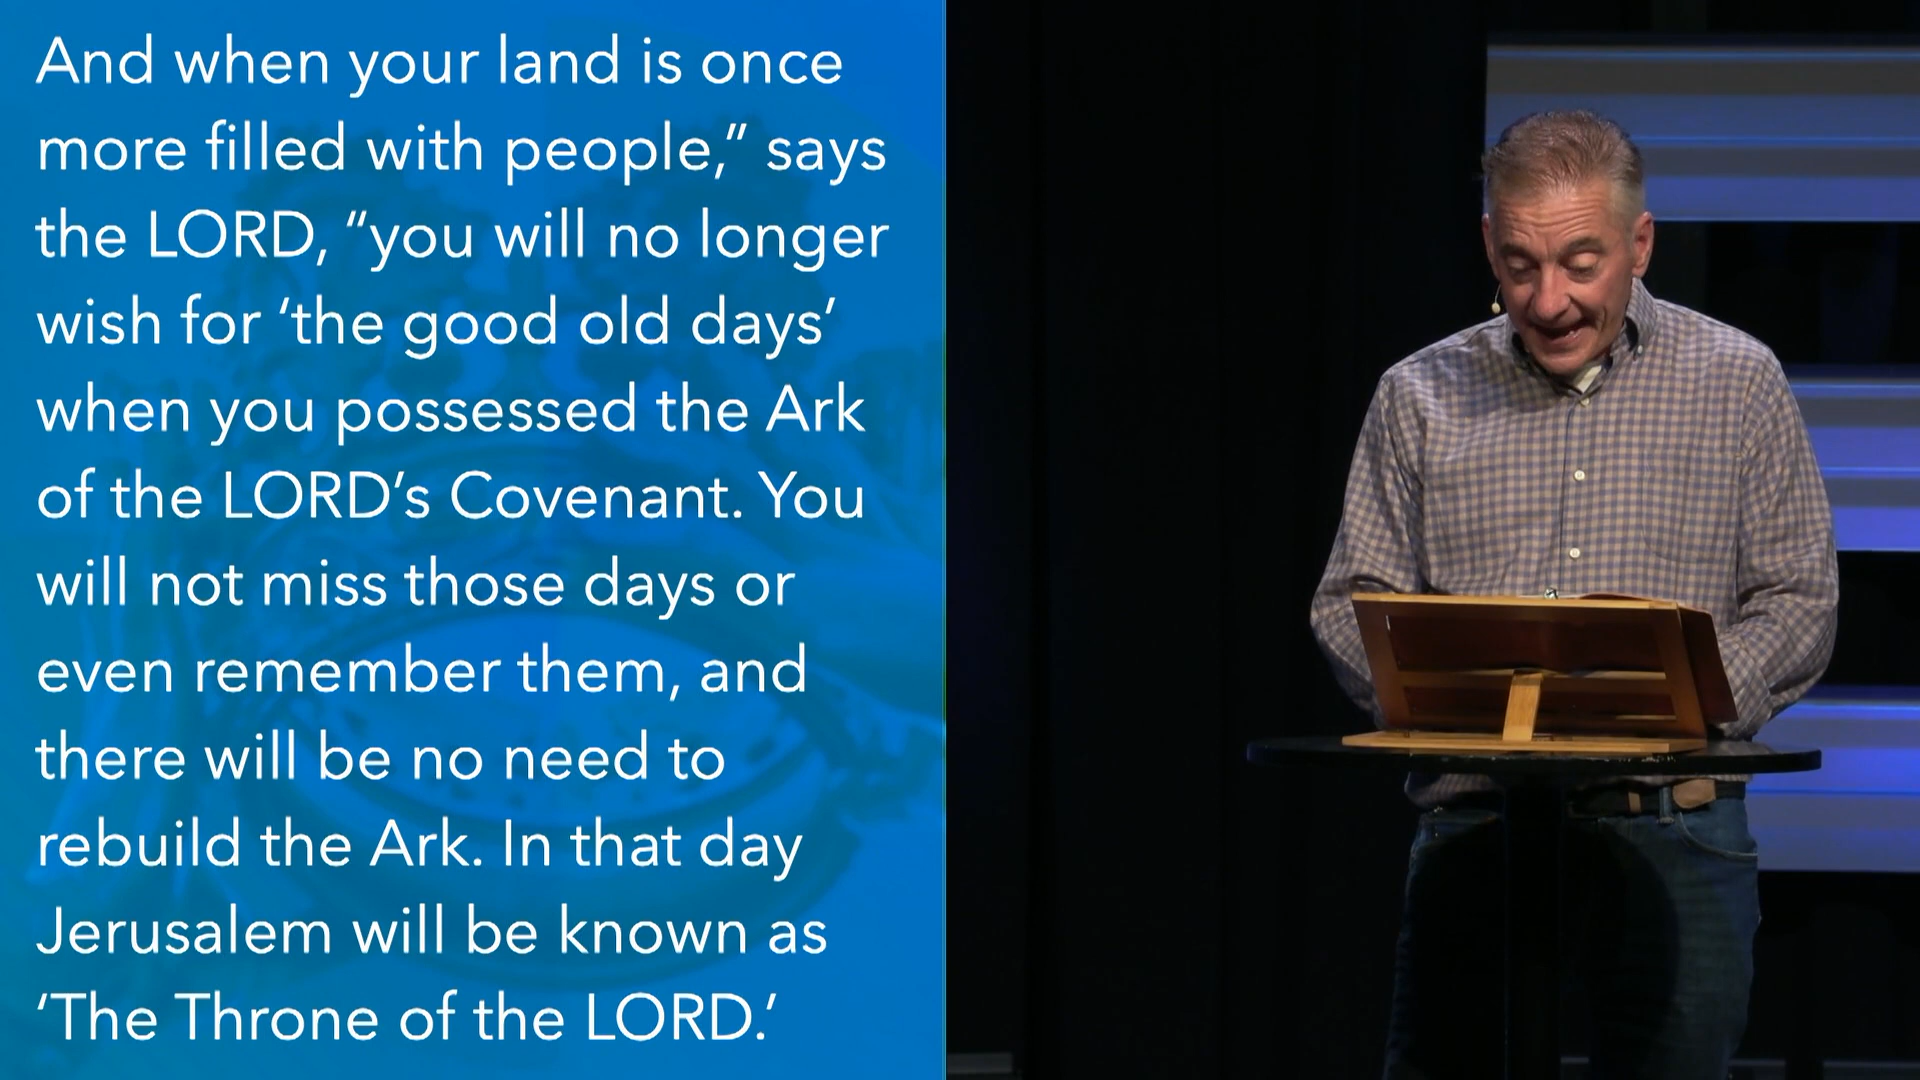 And when your land is once
more filled with people,” says
the LORD, “you will no longer
wish for ‘the good old days’
when you possessed the Ark
of the LORD’s Covenant. You
will not miss those days or
even remember them, and
there will be no need to
rebuild the Ark. In that day
Jerusalem will be known as
‘The Throne of the LORD.’